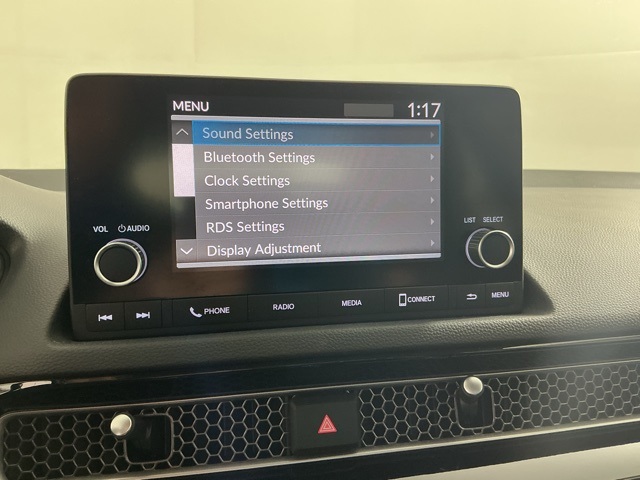 MENU 1:17
Sound Settings
Bluetooth Settings
Clock Settings
Smartphone Settings
RDS Settings
Display Adjustment
VOL AUDIO
LIST SELECT
PHONE RADIO MEDIA CONNECT MENU